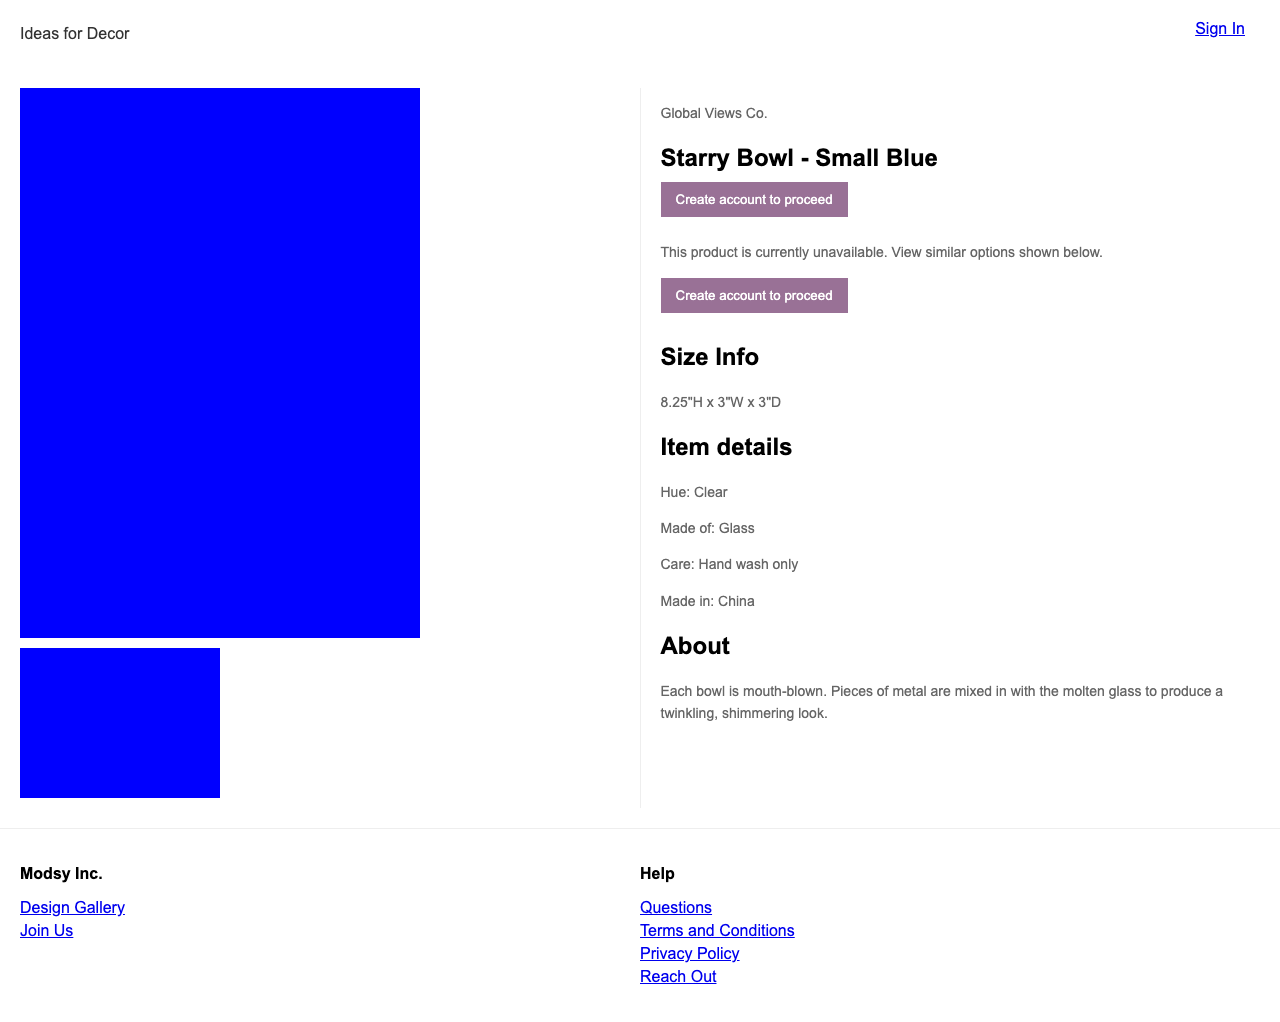 Ideas for Decor
Sign In
Global Views Co.
Starry Bowl - Small Blue
Create account to proceed
This product is currently unavailable. View similar options shown below.
Create account to proceed
Size Info
8.25"H x 3"W x 3"D
Item details
Hue: Clear
Made of: Glass
Care: Hand wash only
Made in: China
About
Each bowl is mouth-blown. Pieces of metal are mixed in with the molten glass to produce a
twinkling, shimmering look.
Modsy Inc.
Design Gallery
Join Us
Help
Questions
Terms and Conditions
Privacy Policy
Reach Out